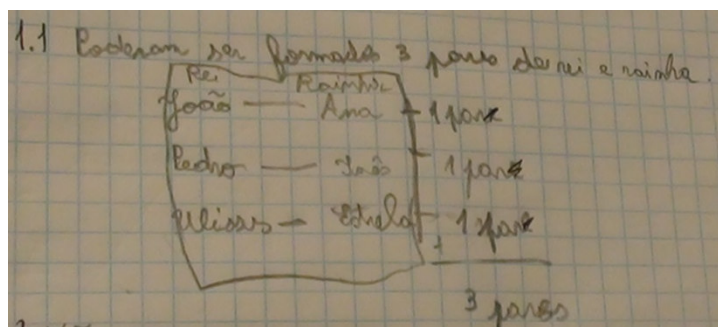 1.1 Poderam ser formados 3 pares de rei e rainha.
Rei Rainha
João — Ana 1 par
Pedro — Inês 1 par
Ulisses — Estrela + 1 par
3 pares